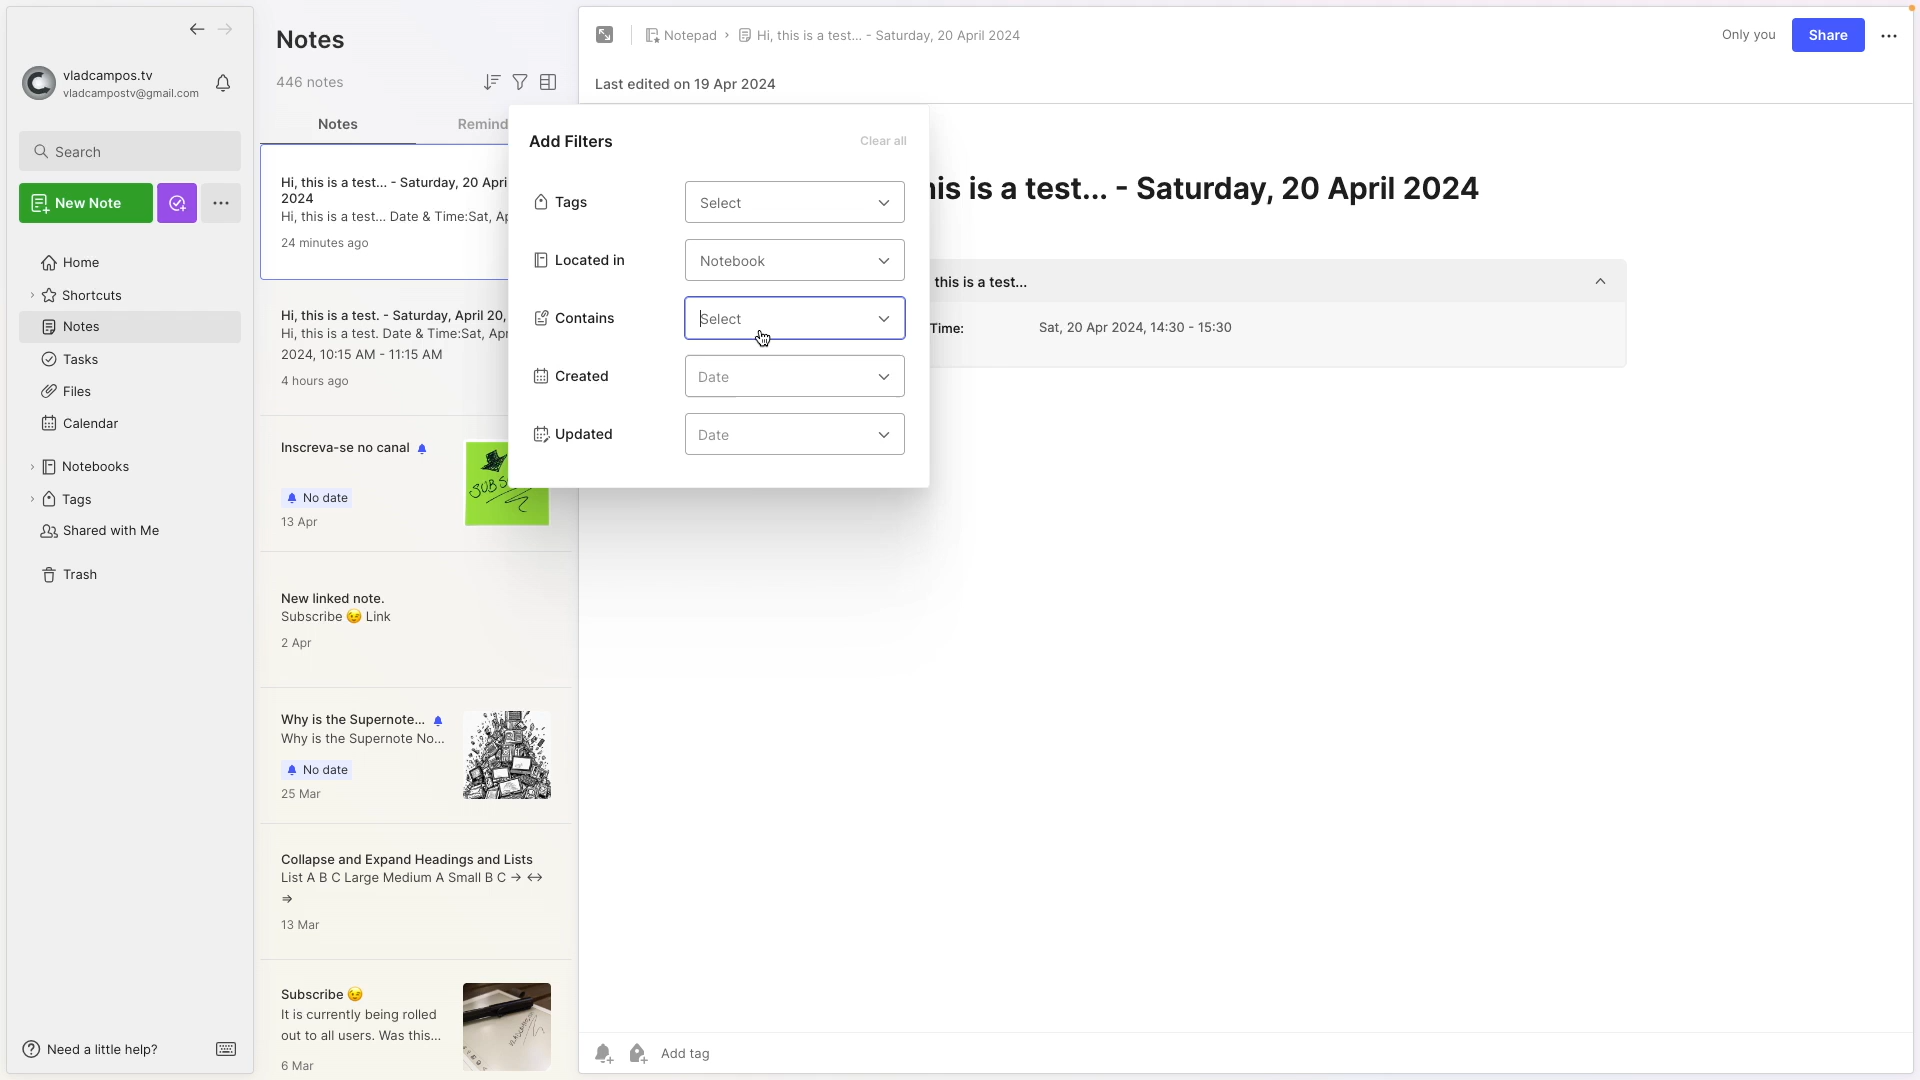 vladcampos.tv
vladcampostv@gmail.com
Search
New Note
Home
Shortcuts
Notes
Tasks
Files
Calendar
Notebooks
Tags
Shared with Me
Trash
Need a little help?
Notes
446 notes
Notes
Remind
Hi, this is a test... - Saturday, 20 Apri
2024
Hi, this is a test... Date & Time:Sat, Ap
24 minutes ago
Hi, this is a test. - Saturday, April 20,
Hi, this is a test. Date & Time:Sat, Apr
2024, 10:15 AM - 11:15 AM
4 hours ago
Inscreva-se no canal
No date
13 Apr
SUBS
New linked note.
Subscribe 😉 Link
2 Apr
Why is the Supernote...
Why is the Supernote No...
No date
25 Mar
Collapse and Expand Headings and Lists
List A B C Large Medium A Small B C → ↔
⇒
13 Mar
Subscribe 😉
It is currently being rolled
out to all users. Was this...
6 Mar
Add Filters
Clear all
Tags
Select
Located in
Notebook
Contains
Select
Created
Date
Updated
Date
Notepad › Hi, this is a test... - Saturday, 20 April 2024
Only you
Share
Last edited on 19 Apr 2024
his is a test... - Saturday, 20 April 2024
this is a test...
Time:
Sat, 20 Apr 2024, 14:30 - 15:30
Add tag